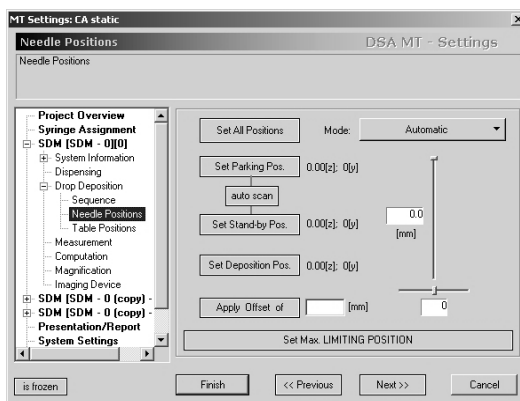 MT Settings: CA static
Needle Positions DSA MT - Settings
Needle Positions
Project Overview
Syringe Assignment
SDM [SDM - 0][0]
System Information
Dispensing
Drop Deposition
Sequence
Needle Positions
Table Positions
Measurement
Computation
Magnification
Imaging Device
SDM [SDM - 0 (copy) -
SDM [SDM - 0 (copy) -
Presentation/Report
System Settings
Set All Positions Mode: Automatic
Set Parking Pos. 0.00[z]; 0[y]
auto scan
Set Stand-by Pos. 0.00[z]; 0[y]
0.0
[mm]
Set Deposition Pos. 0.00[z]; 0[y]
Apply Offset of [mm] 0
Set Max. LIMITING POSITION
is frozen Finish << Previous Next >> Cancel